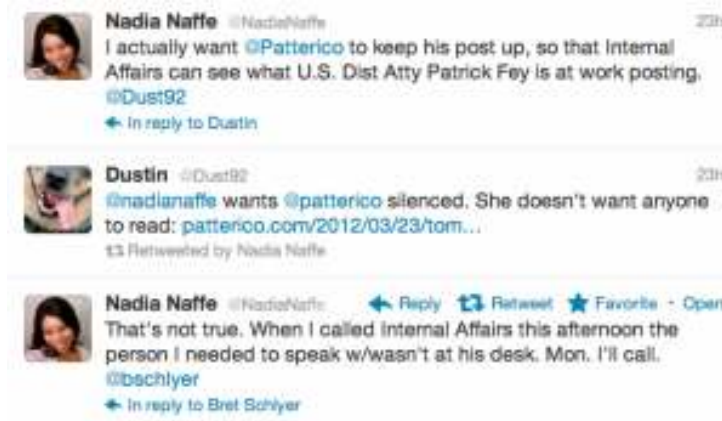 Nadia Naffe @NadiaNaffe 23h
I actually want @Patterico to keep his post up, so that Internal
Affairs can see what U.S. Dist Atty Patrick Fey is at work posting.
@Dust92
In reply to Dustin
Dustin @Dust92 23h
@nadianaffe wants @patterico silenced. She doesn't want anyone
to read: patterico.com/2012/03/23/tom...
Retweeted by Nadia Naffe
Nadia Naffe @NadiaNaffe Reply Retweet Favorite · Open
That's not true. When I called Internal Affairs this afternoon the
person I needed to speak w/wasn't at his desk. Mon. I'll call.
@bschlyer
In reply to Bret Schlyer